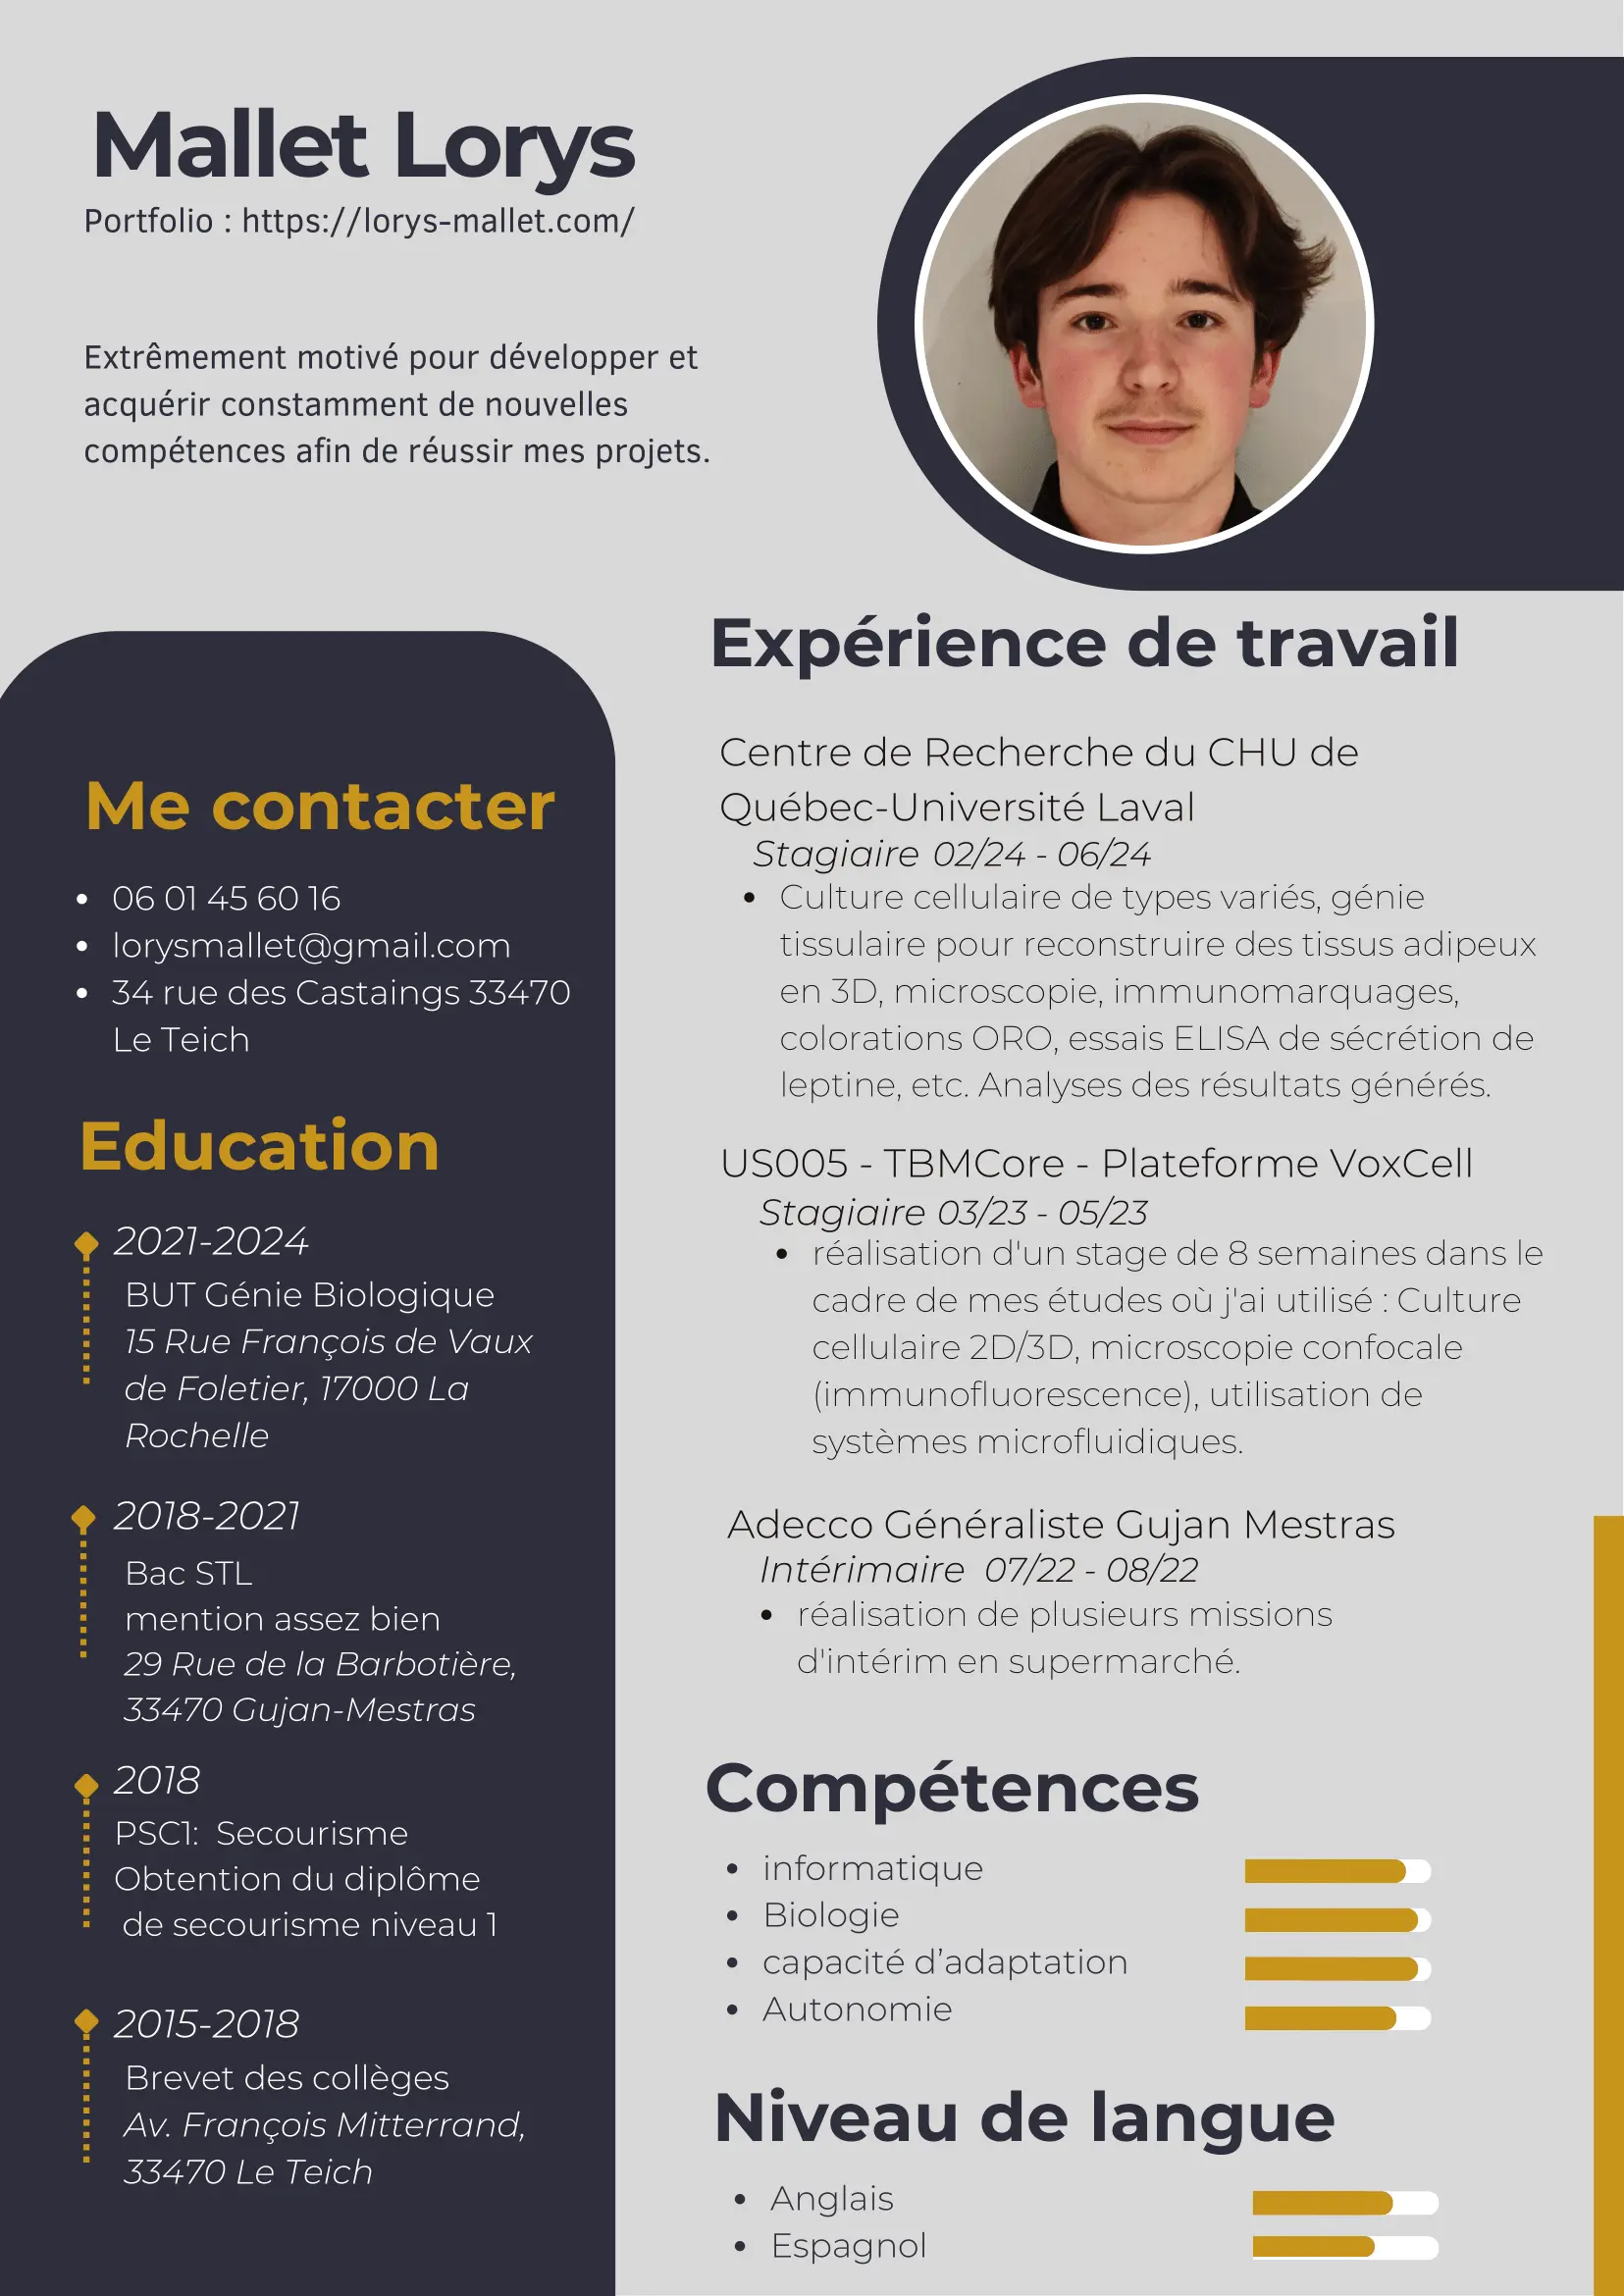 Mallet Lorys
Portfolio : https://lorys-mallet.com/
Extrêmement motivé pour développer et
acquérir constamment de nouvelles
compétences afin de réussir mes projets.
Me contacter
• 06 01 45 60 16
• lorysmallet@gmail.com
• 34 rue des Castaings 33470
Le Teich
Education
2021-2024
BUT Génie Biologique
15 Rue François de Vaux
de Foletier, 17000 La
Rochelle
2018-2021
Bac STL
mention assez bien
29 Rue de la Barbotière,
33470 Gujan-Mestras
2018
PSC1: Secourisme
Obtention du diplôme
de secourisme niveau 1
2015-2018
Brevet des collèges
Av. François Mitterrand,
33470 Le Teich
Expérience de travail
Centre de Recherche du CHU de
Québec-Université Laval
Stagiaire 02/24 - 06/24
• Culture cellulaire de types variés, génie
tissulaire pour reconstruire des tissus adipeux
en 3D, microscopie, immunomarquages,
colorations ORO, essais ELISA de sécrétion de
leptine, etc. Analyses des résultats générés.
US005 - TBMCore - Plateforme VoxCell
Stagiaire 03/23 - 05/23
• réalisation d'un stage de 8 semaines dans le
cadre de mes études où j'ai utilisé : Culture
cellulaire 2D/3D, microscopie confocale
(immunofluorescence), utilisation de
systèmes microfluidiques.
Adecco Généraliste Gujan Mestras
Intérimaire 07/22 - 08/22
• réalisation de plusieurs missions
d'intérim en supermarché.
Compétences
• informatique
• Biologie
• capacité d’adaptation
• Autonomie
Niveau de langue
• Anglais
• Espagnol